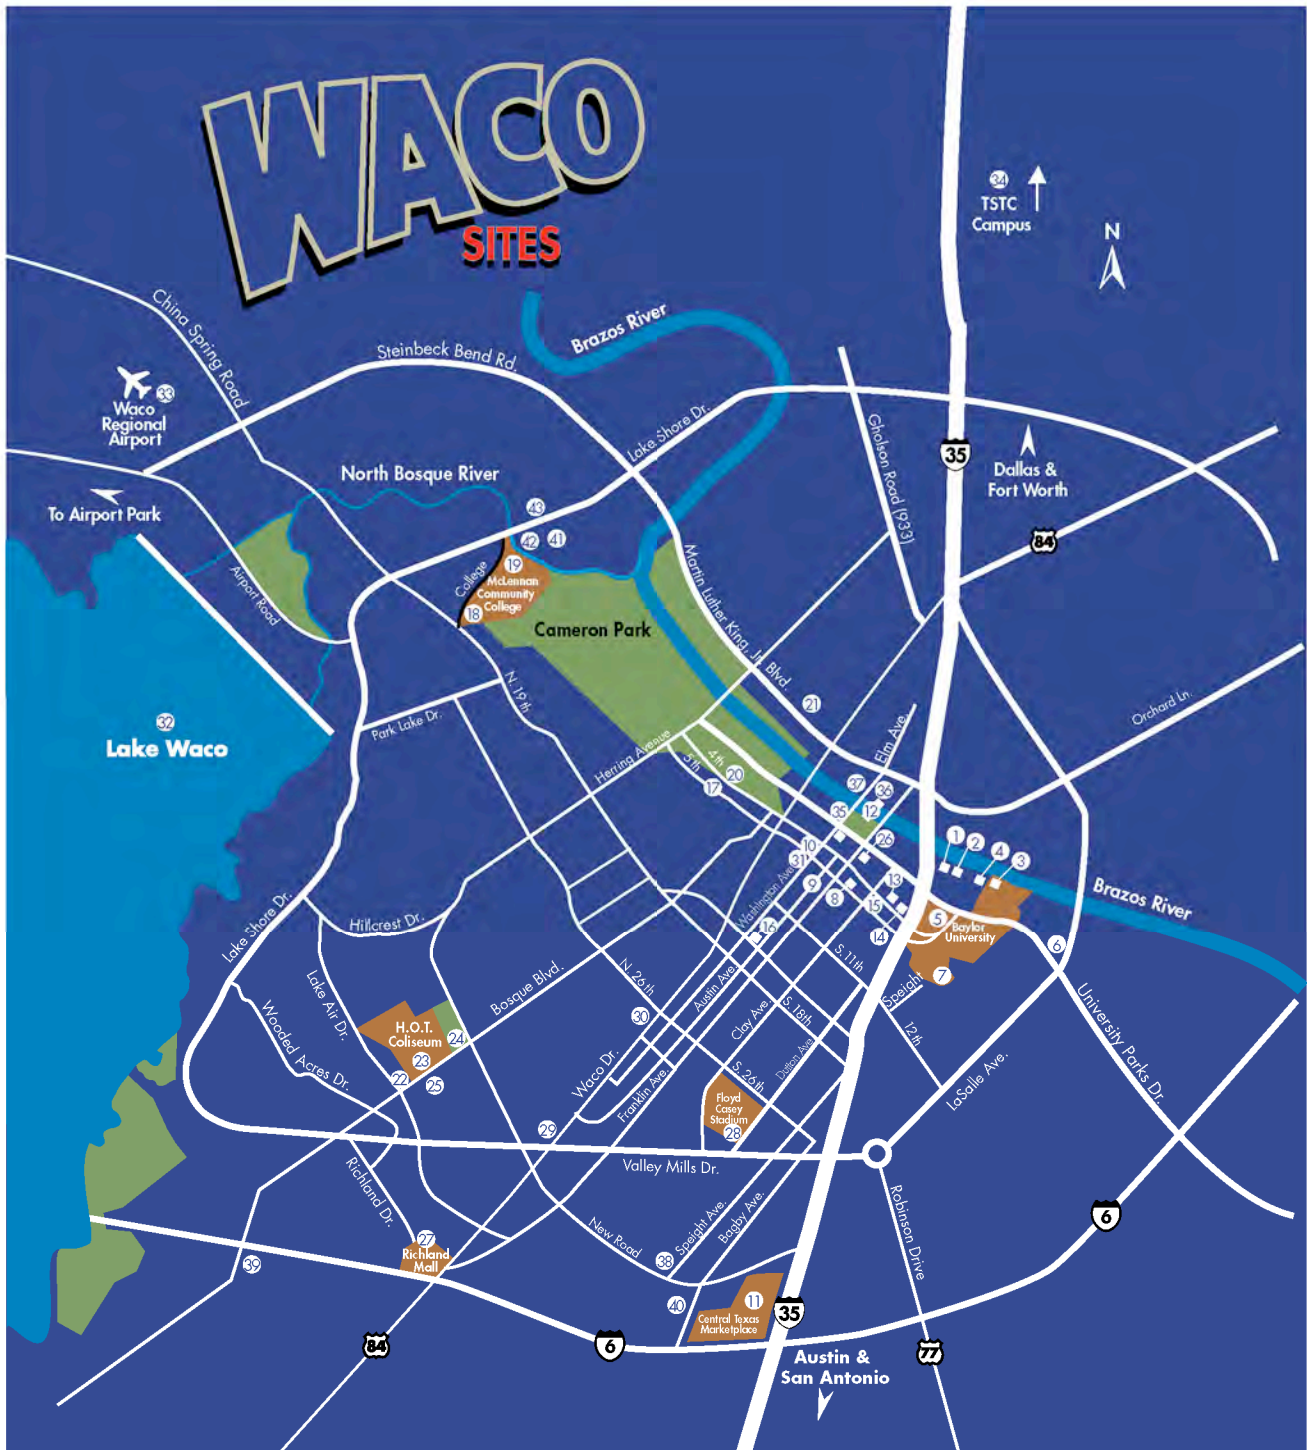 WACO
SITES
34
TSTC
Campus
N
Brazos River
China Spring Road
Steinbeck Bend Rd.
33
Waco
Regional
Airport
Lake Shore Dr.
Gholson Road (933)
35
Dallas &
Fort Worth
North Bosque River
To Airport Park
43
42
41
84
19
McLennan
Community
College
College
18
Airport Road
Cameron Park
Martin Luther King, Jr. Blvd.
N. 19th
21
Orchard Ln.
32
Lake Waco
Park Lake Dr.
Herring Avenue
Elm Ave.
4th
5th
20
17
37
36
35
12
26
1
2
4
3
10
31
9
8
13
15
14
Brazos River
Washington Ave.
16
5
Baylor
University
6
7
Speight
Lake Shore Dr.
Hillcrest Dr.
S. 11th
12th
Lake Air Dr.
Bosque Blvd.
N. 26th
Austin Ave.
S. 18th
Clay Ave.
Dutton Ave.
University Parks Dr.
Wooded Acres Dr.
H.O.T.
Coliseum
24
23
22
25
30
Waco Dr.
Franklin Ave.
S. 26th
Floyd
Casey
Stadium
28
LaSalle Ave.
29
Valley Mills Dr.
Richland Dr.
Robinson Drive
27
Richland
Mall
New Road
Speight Ave.
Bagby Ave.
38
39
6
40
11
Central Texas
Marketplace
35
84
6
77
Austin &
San Antonio